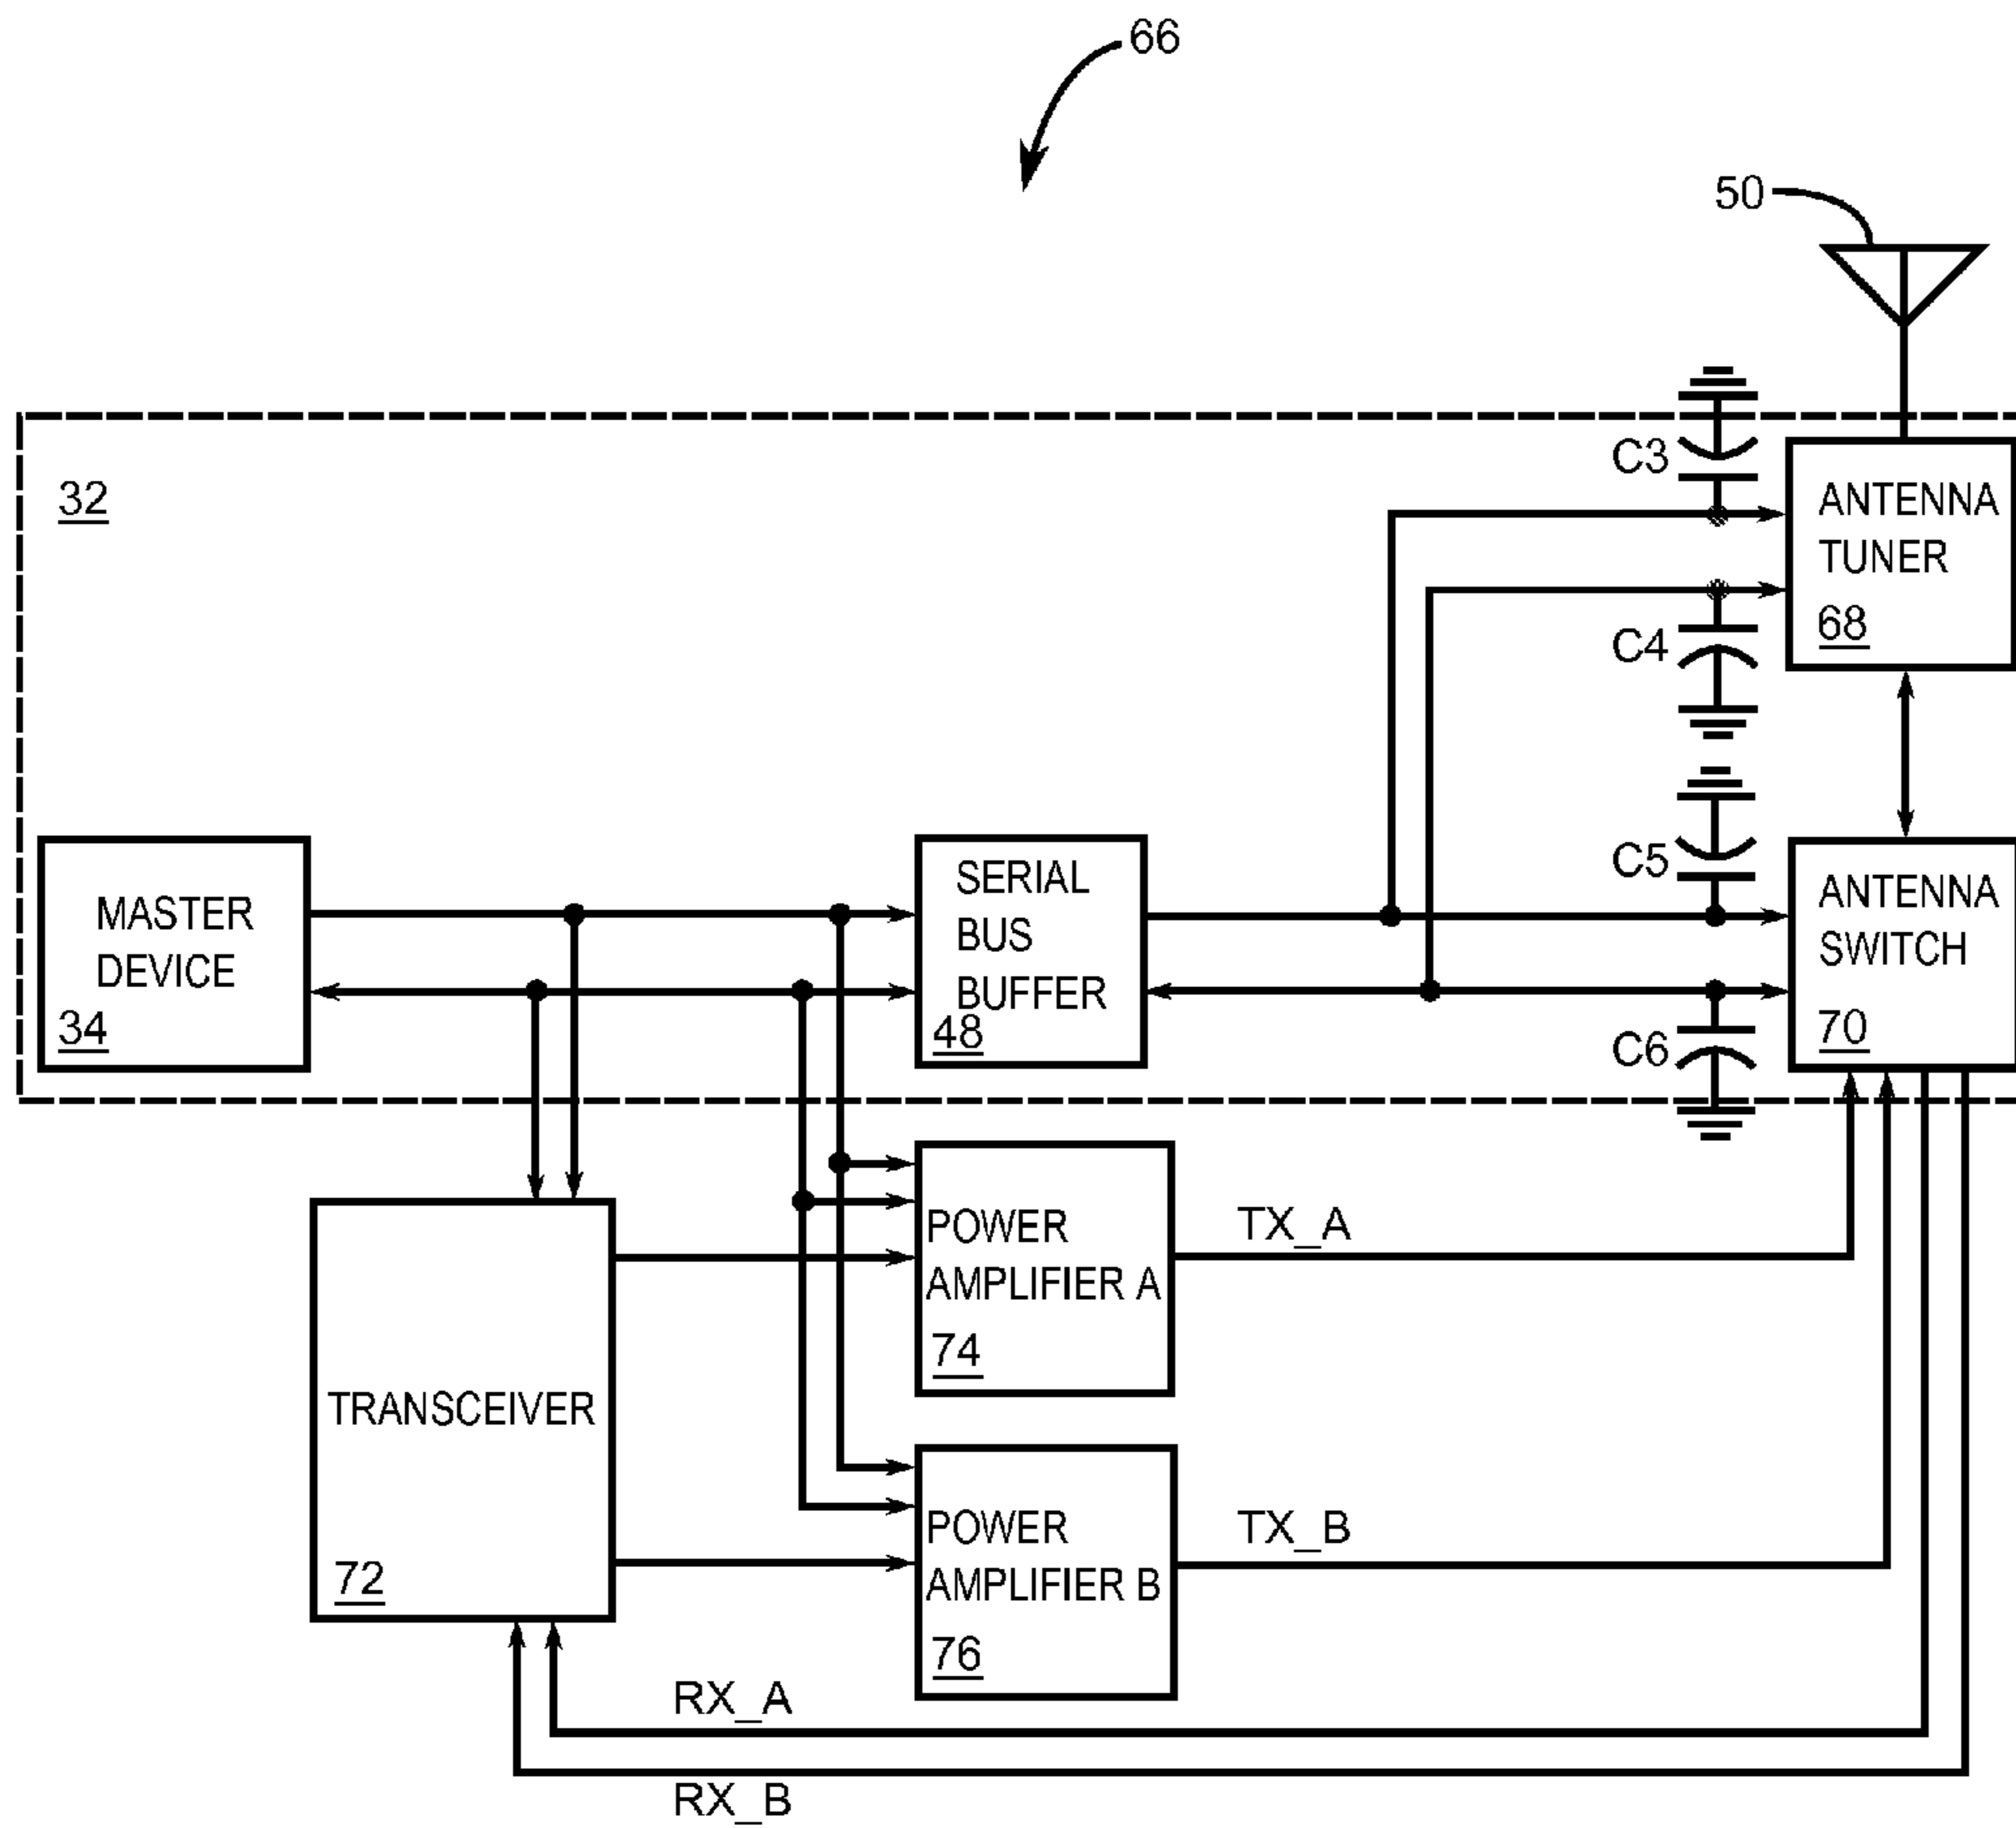 66
50
32
C3
ANTENNA
TUNER
68
C4
MASTER
DEVICE
34
SERIAL
BUS
BUFFER
48
C5
ANTENNA
SWITCH
70
C6
TRANSCEIVER
72
POWER
AMPLIFIER A
74
TX_A
POWER
AMPLIFIER B
76
TX_B
RX_A
RX_B